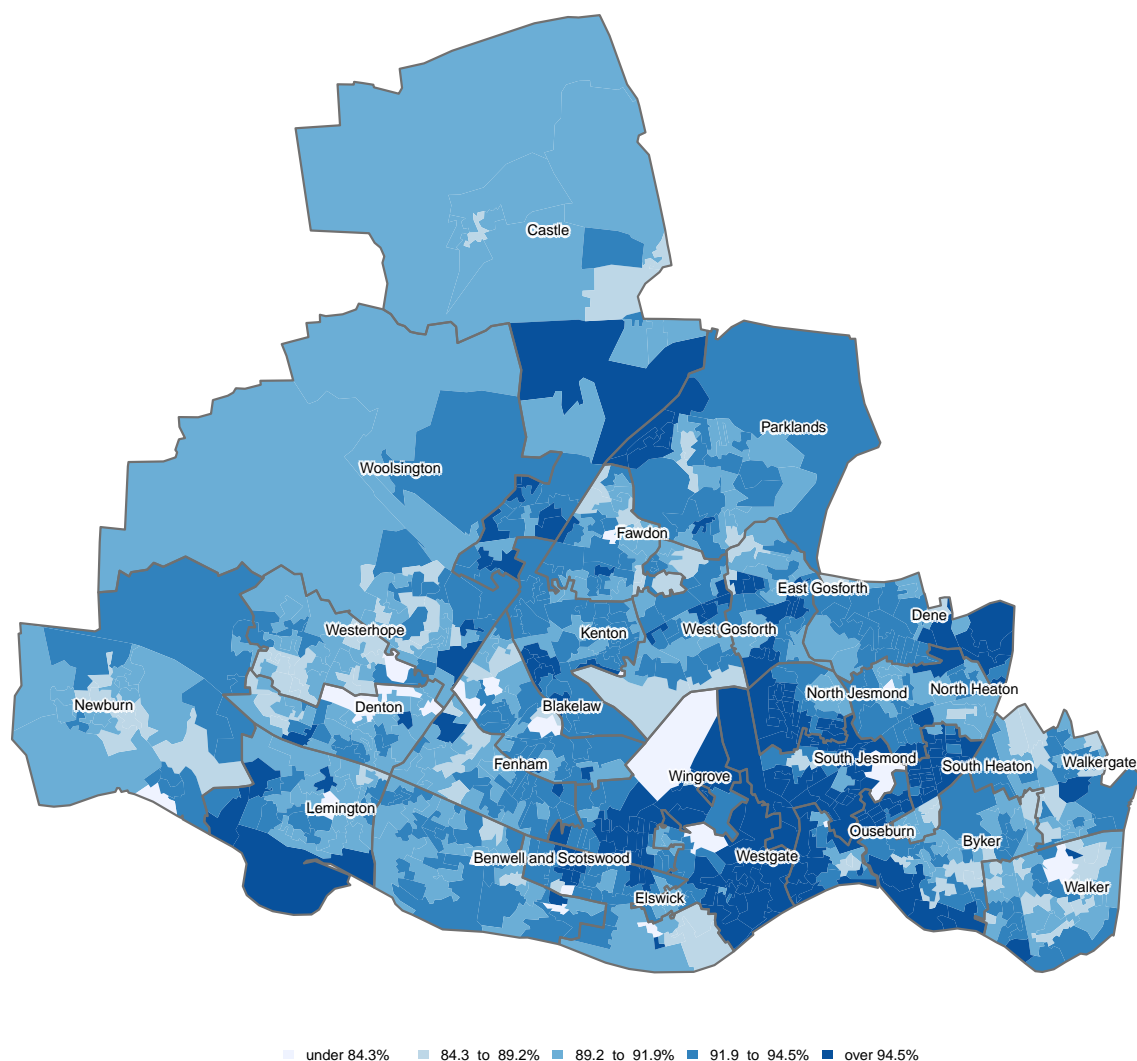 Castle
Parklands
Woolsington
Fawdon
East Gosforth
Dene
Westerhope
Kenton
West Gosforth
North Jesmond
North Heaton
Newburn
Denton
Blakelaw
South Jesmond
Fenham
South Heaton
Walkergate
Wingrove
Lemington
Ouseburn
Byker
Benwell and Scotswood
Westgate
Walker
Elswick
under 84.3% 84.3 to 89.2% 89.2 to 91.9% 91.9 to 94.5% over 94.5%